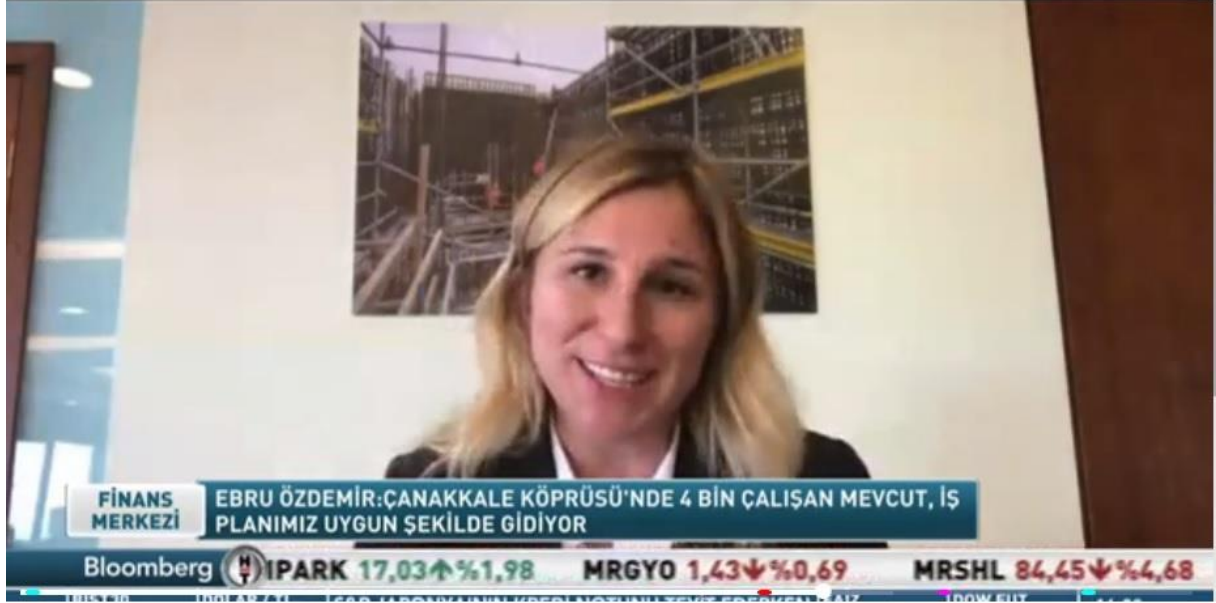 FİNANS
MERKEZİ
EBRU ÖZDEMİR:ÇANAKKALE KÖPRÜSÜ'NDE 4 BİN ÇALIŞAN MEVCUT, İŞ
PLANIMIZ UYGUN ŞEKİLDE GİDİYOR
Bloomberg HT IPARK 17,03 %1,98 MRGYO 1,43 %0,69 MRSHL 84,45 %4,68